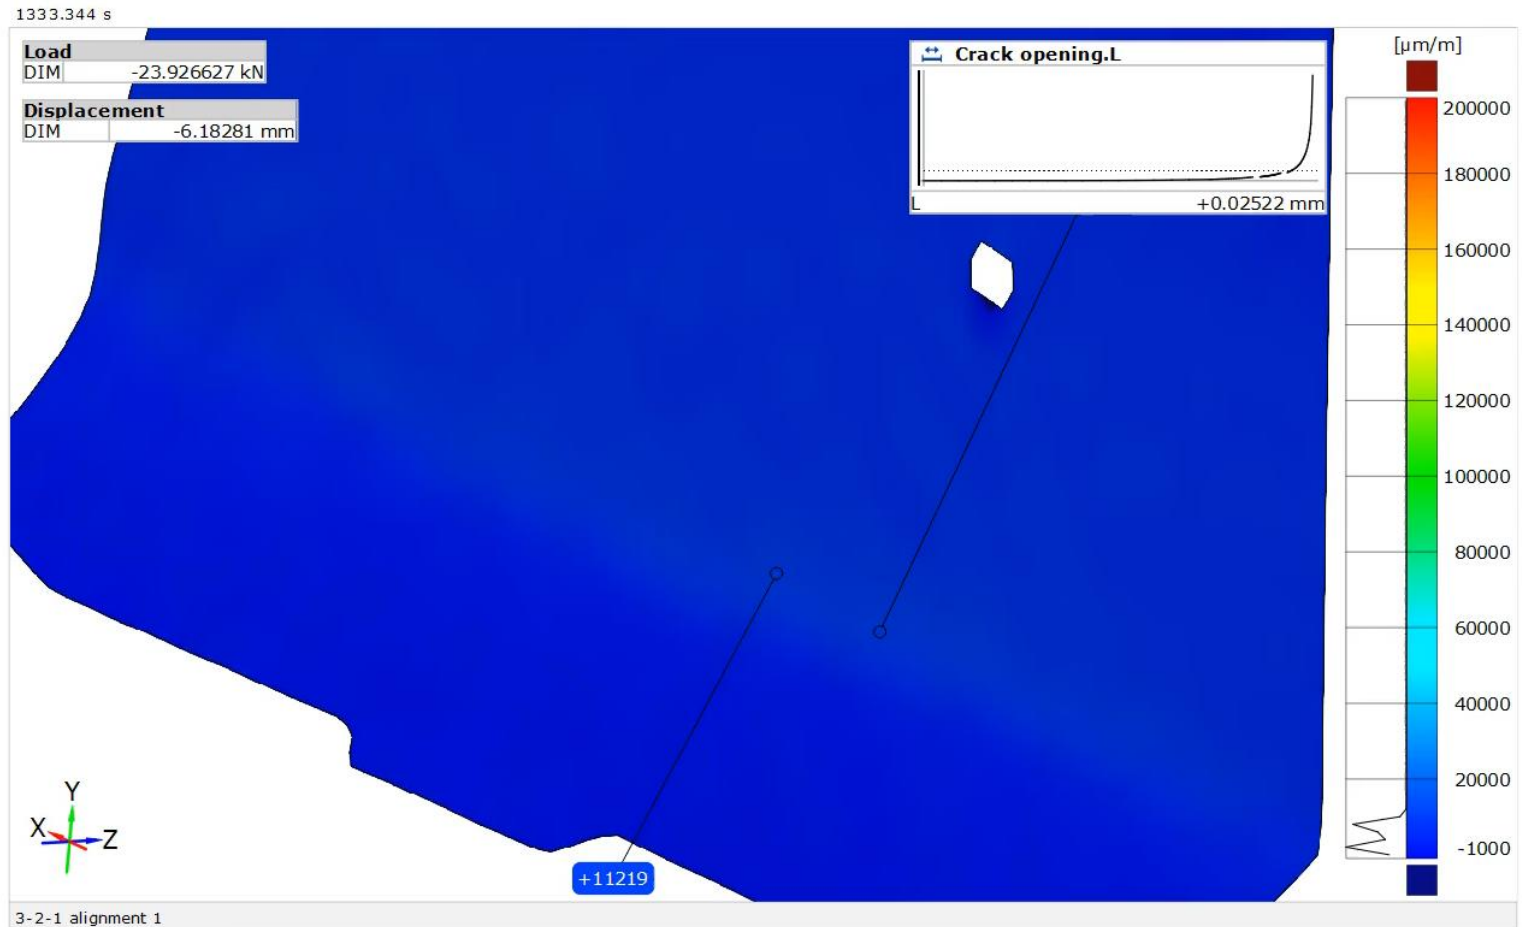 1333.344 s
Load
DIM -23.926627 kN
Displacement
DIM -6.18281 mm
Crack opening.L
L +0.02522 mm
[µm/m]
200000
180000
160000
140000
120000
100000
80000
60000
40000
20000
-1000
+11219
Y
X
Z
3-2-1 alignment 1